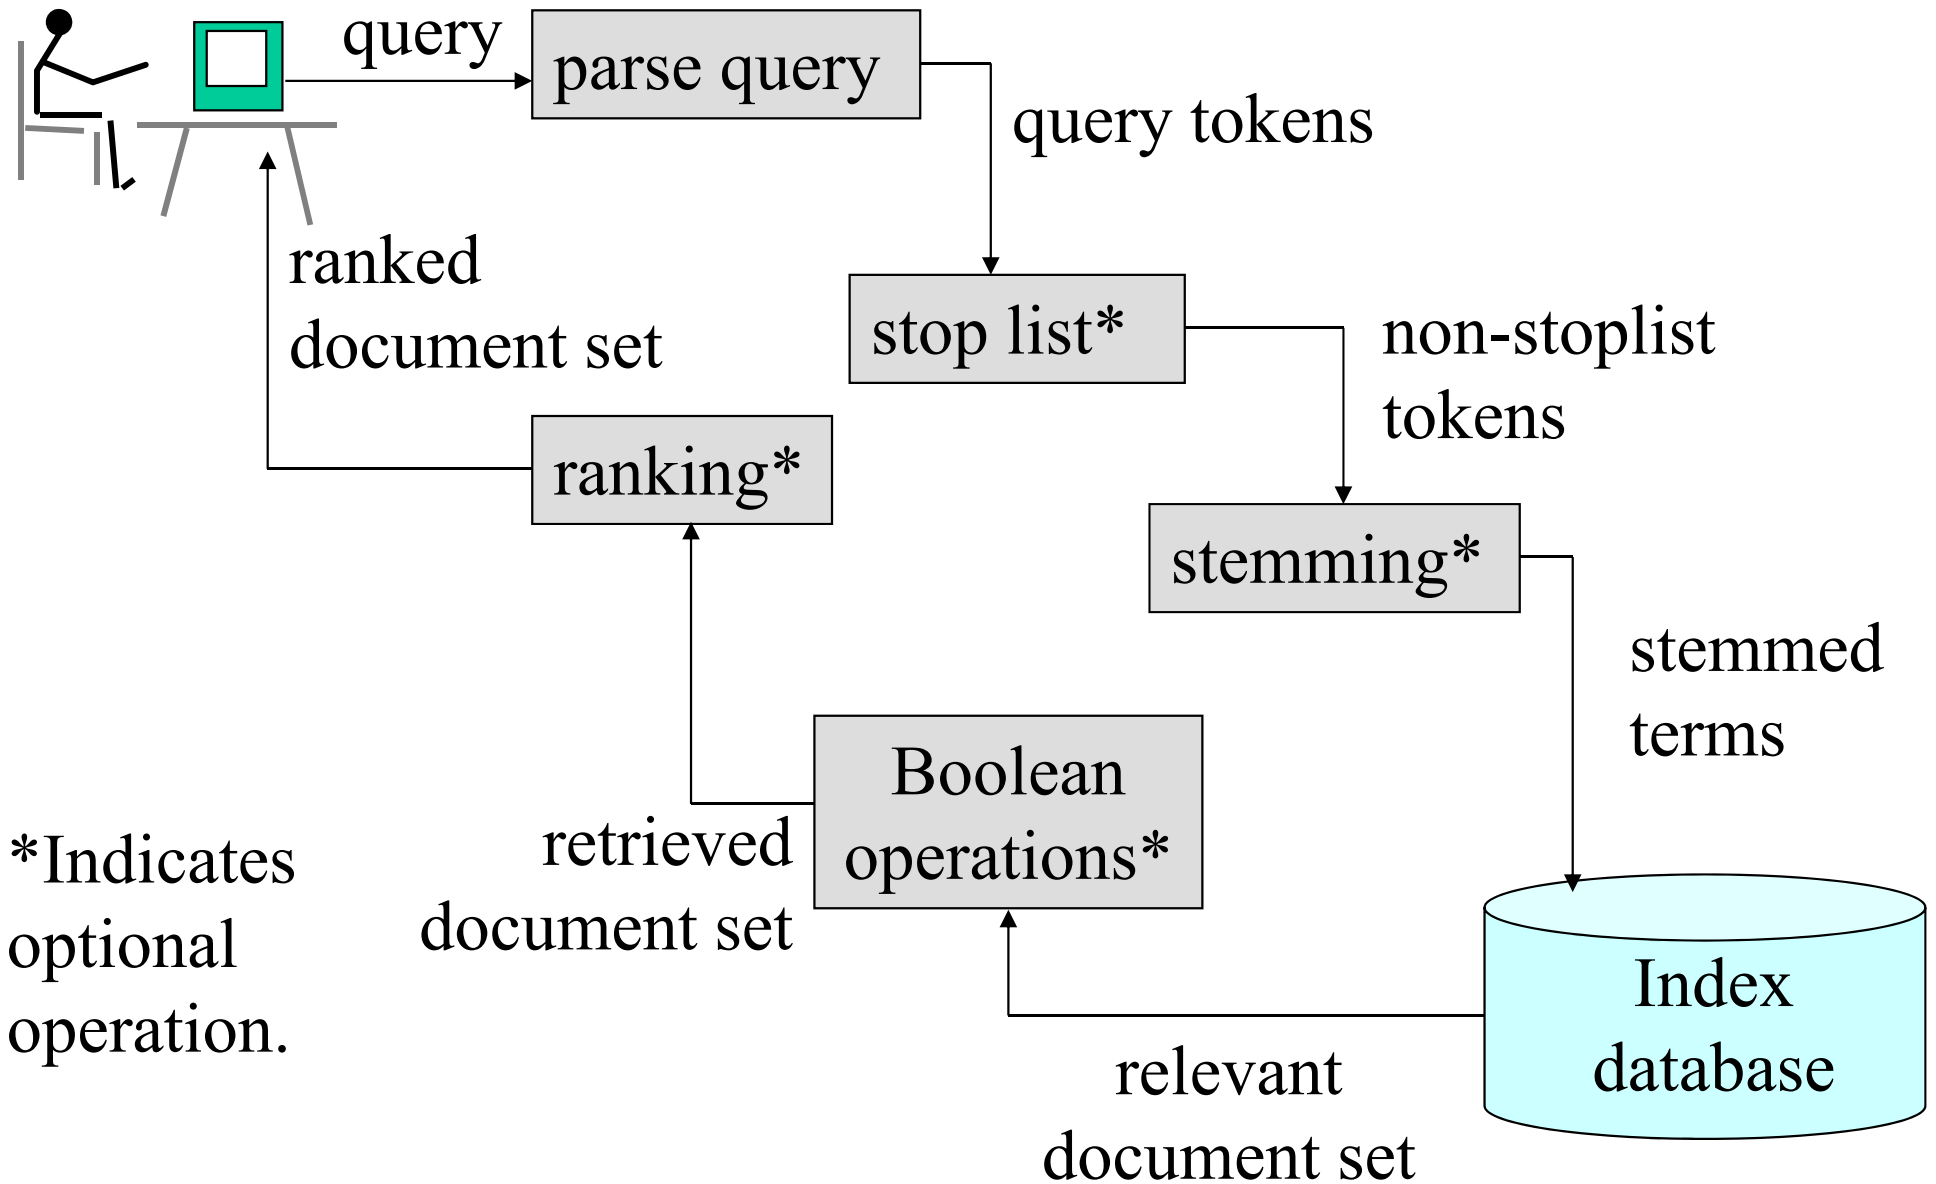 query
parse query
query tokens
stop list*
non-stoplist
tokens
stemming*
stemmed
terms
Index
database
relevant
document set
Boolean
operations*
retrieved
document set
ranking*
ranked
document set
*Indicates
optional
operation.